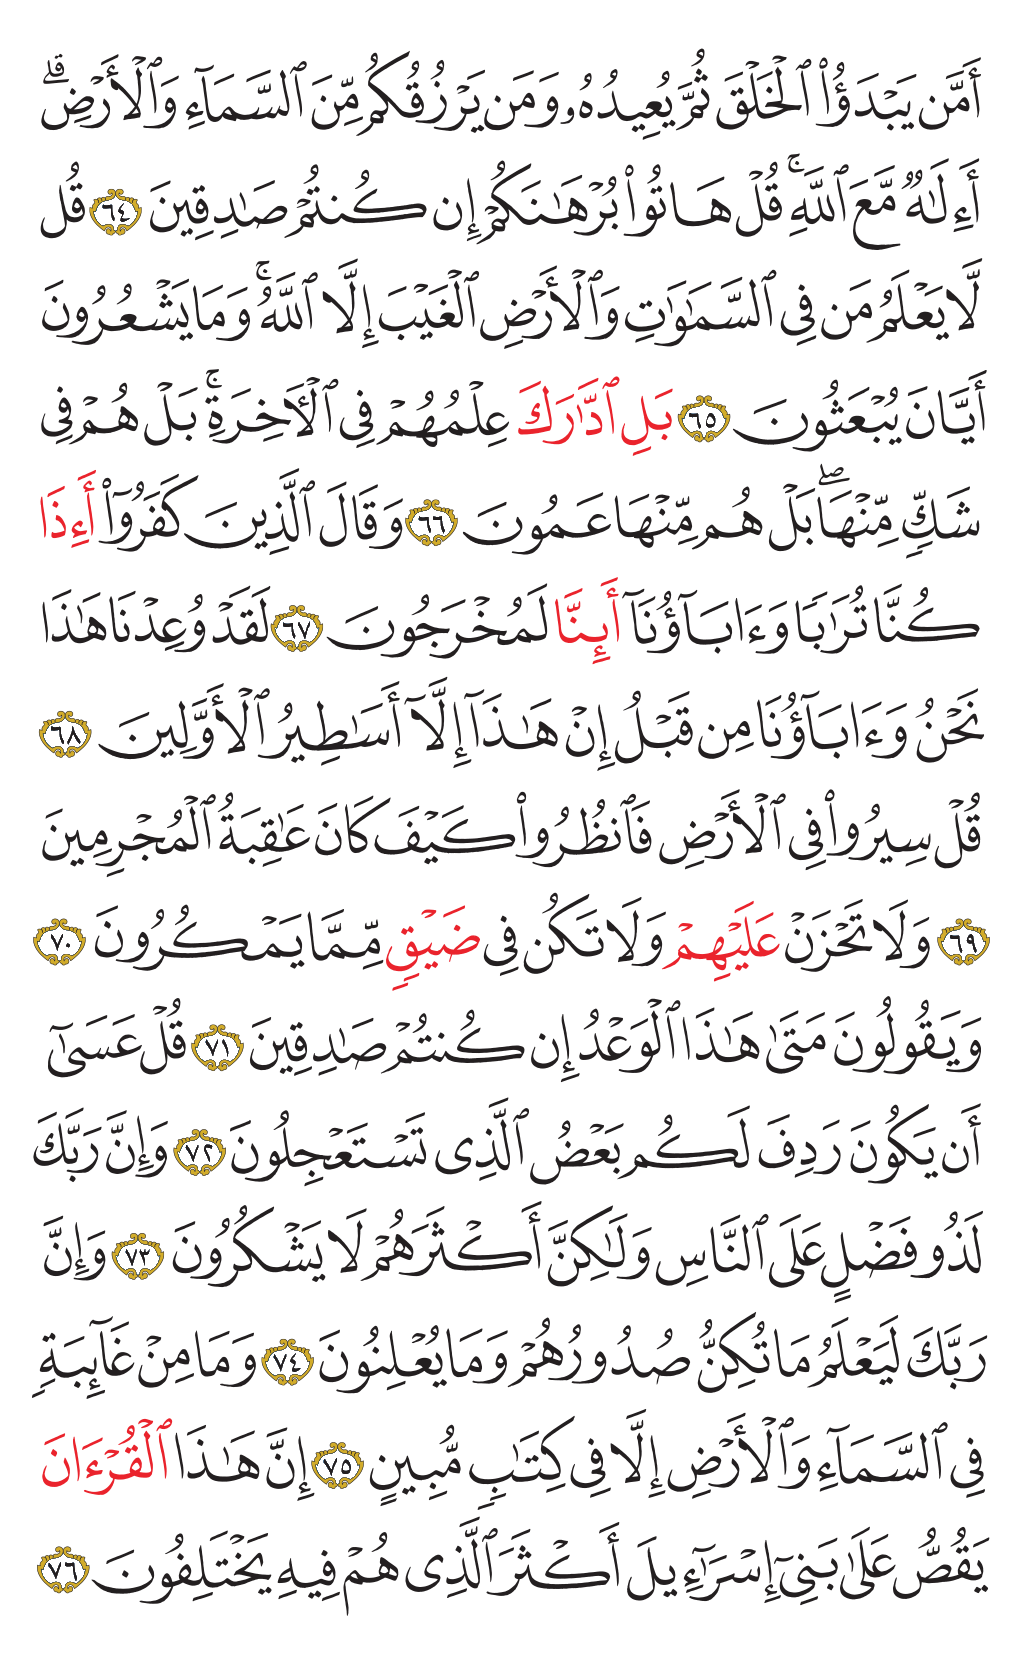 أَمَّن يَبْدَؤُاْ ٱلْخَلْقَ ثُمَّ يُعِيدُهُۥ وَمَن يَرْزُقُكُم مِّنَ ٱلسَّمَآءِ وَٱلْأَرْضِۗ
أَءِلَٰهٌ مَّعَ ٱللَّهِۚ قُلْ هَاتُواْ بُرْهَٰنَكُمْ إِن كُنتُمْ صَٰدِقِينَ ٦٤ قُل
لَّا يَعْلَمُ مَن فِي ٱلسَّمَٰوَٰتِ وَٱلْأَرْضِ ٱلْغَيْبَ إِلَّا ٱللَّهُۚ وَمَا يَشْعُرُونَ
أَيَّانَ يُبْعَثُونَ ٦٥ بَلِ ٱدَّٰرَكَ عِلْمُهُمْ فِي ٱلْأَخِرَةِۚ بَلْ هُمْ فِي
شَكٍّ مِّنْهَاۖ بَلْ هُم مِّنْهَا عَمُونَ ٦٦ وَقَالَ ٱلَّذِينَ كَفَرُوٓاْ أَءِذَا
كُنَّا تُرَٰبًا وَءَابَآؤُنَآ أَئِنَّا لَمُخْرَجُونَ ٦٧ لَقَدْ وُعِدْنَا هَٰذَا
نَحْنُ وَءَابَآؤُنَا مِن قَبْلُ إِنْ هَٰذَآ إِلَّآ أَسَٰطِيرُ ٱلْأَوَّلِينَ ٦٨
قُلْ سِيرُواْ فِي ٱلْأَرْضِ فَٱنظُرُواْ كَيْفَ كَانَ عَٰقِبَةُ ٱلْمُجْرِمِينَ
٦٩ وَلَا تَحْزَنْ عَلَيْهِمْ وَلَا تَكُن فِي ضَيْقٍ مِّمَّا يَمْكُرُونَ ٧٠
وَيَقُولُونَ مَتَىٰ هَٰذَا ٱلْوَعْدُ إِن كُنتُمْ صَٰدِقِينَ ٧١ قُلْ عَسَىٰٓ
أَن يَكُونَ رَدِفَ لَكُم بَعْضُ ٱلَّذِي تَسْتَعْجِلُونَ ٧٢ وَإِنَّ رَبَّكَ
لَذُو فَضْلٍ عَلَى ٱلنَّاسِ وَلَٰكِنَّ أَكْثَرَهُمْ لَا يَشْكُرُونَ ٧٣ وَإِنَّ
رَبَّكَ لَيَعْلَمُ مَا تُكِنُّ صُدُورُهُمْ وَمَا يُعْلِنُونَ ٧٤ وَمَا مِنْ غَآئِبَةٍ
فِي ٱلسَّمَآءِ وَٱلْأَرْضِ إِلَّا فِي كِتَٰبٍ مُّبِينٍ ٧٥ إِنَّ هَٰذَا ٱلْقُرْءَانَ
يَقُصُّ عَلَىٰ بَنِيٓ إِسْرَٰٓءِيلَ أَكْثَرَ ٱلَّذِي هُمْ فِيهِ يَخْتَلِفُونَ ٧٦